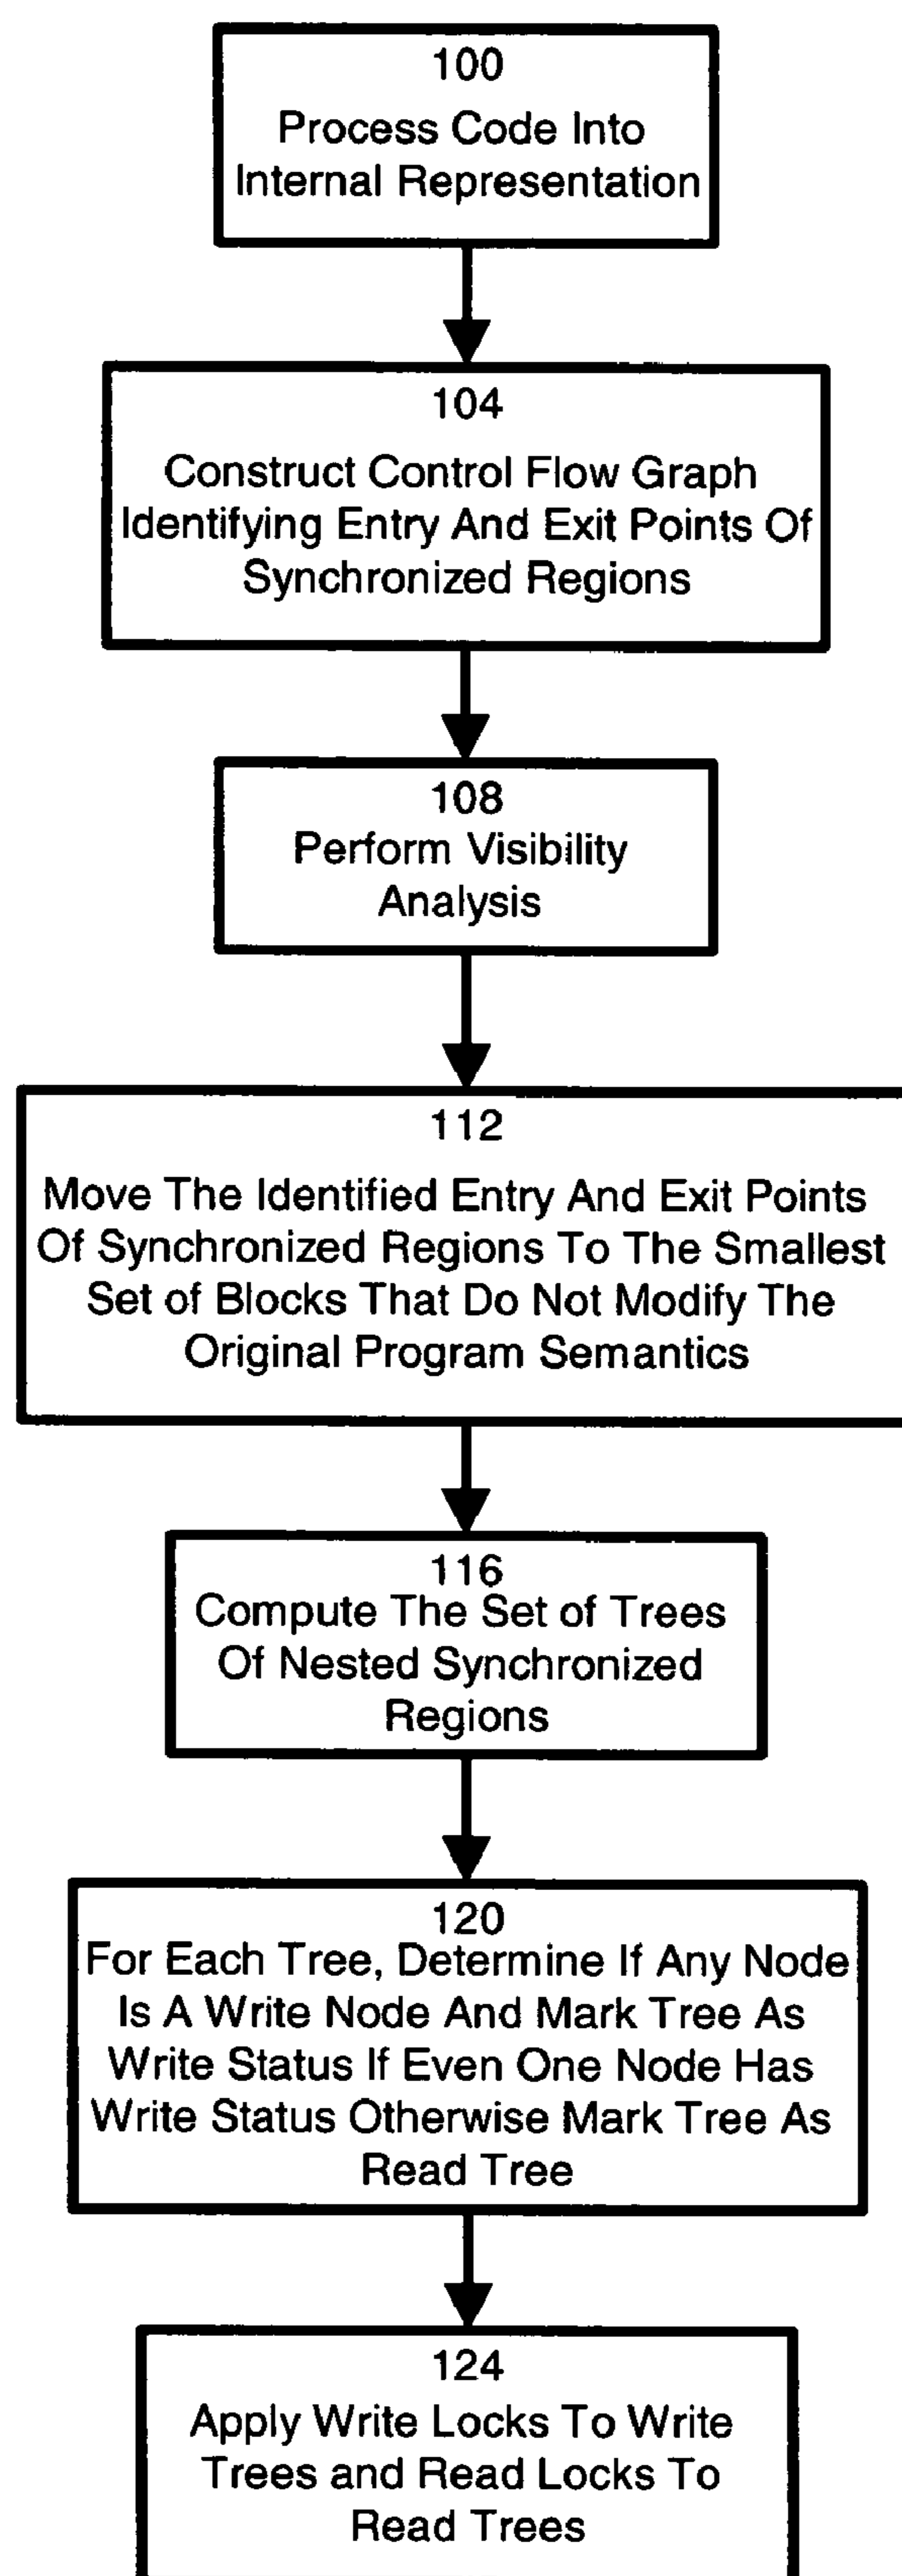 100
Process Code Into
Internal Representation
104
Construct Control Flow Graph
Identifying Entry And Exit Points Of
Synchronized Regions
108
Perform Visibility
Analysis
112
Move The Identified Entry And Exit Points
Of Synchronized Regions To The Smallest
Set of Blocks That Do Not Modify The
Original Program Semantics
116
Compute The Set of Trees
Of Nested Synchronized
Regions
120
For Each Tree, Determine If Any Node
Is A Write Node And Mark Tree As
Write Status If Even One Node Has
Write Status Otherwise Mark Tree As
Read Tree
124
Apply Write Locks To Write
Trees and Read Locks To
Read Trees